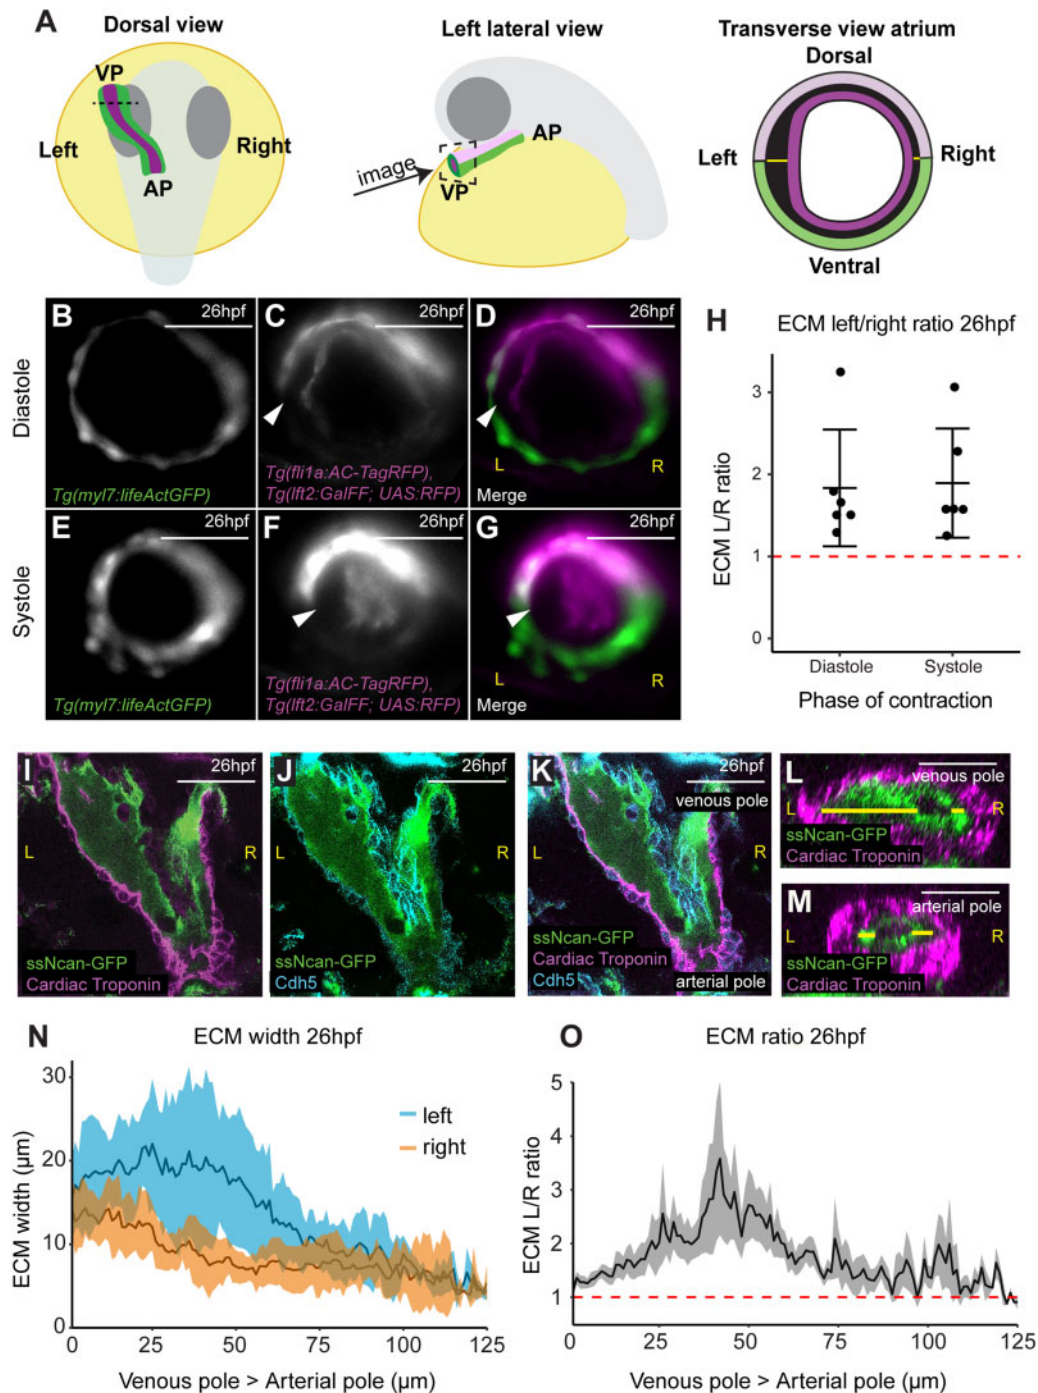 A
Dorsal view
VP
Left
Right
AP
Left lateral view
AP
image
VP
Transverse view atrium
Dorsal
Left
Right
Ventral
Diastole
B
26hpf
Tg(myl7:lifeActGFP)
C
26hpf
Tg(fli1a:AC-TagRFP),
Tg(lft2:GalFF; UAS:RFP)
D
26hpf
L
R
Merge
Systole
E
26hpf
Tg(myl7:lifeActGFP)
F
26hpf
Tg(fli1a:AC-TagRFP),
Tg(lft2:GalFF; UAS:RFP)
G
26hpf
L
R
Merge
H
ECM left/right ratio 26hpf
ECM L/R ratio
3
2
1
0
Diastole
Systole
Phase of contraction
I
26hpf
L
R
ssNcan-GFP
Cardiac Troponin
J
26hpf
ssNcan-GFP
Cdh5
K
26hpf
venous pole
L
R
ssNcan-GFP
Cardiac Troponin
Cdh5
arterial pole
L
venous pole
L
R
ssNcan-GFP
Cardiac Troponin
M
arterial pole
L
R
ssNcan-GFP
Cardiac Troponin
N
ECM width 26hpf
ECM width (µm)
30
20
10
0
left
right
0
25
50
75
100
125
Venous pole > Arterial pole (µm)
O
ECM ratio 26hpf
ECM L/R ratio
5
4
3
2
1
0
25
50
75
100
125
Venous pole > Arterial pole (µm)